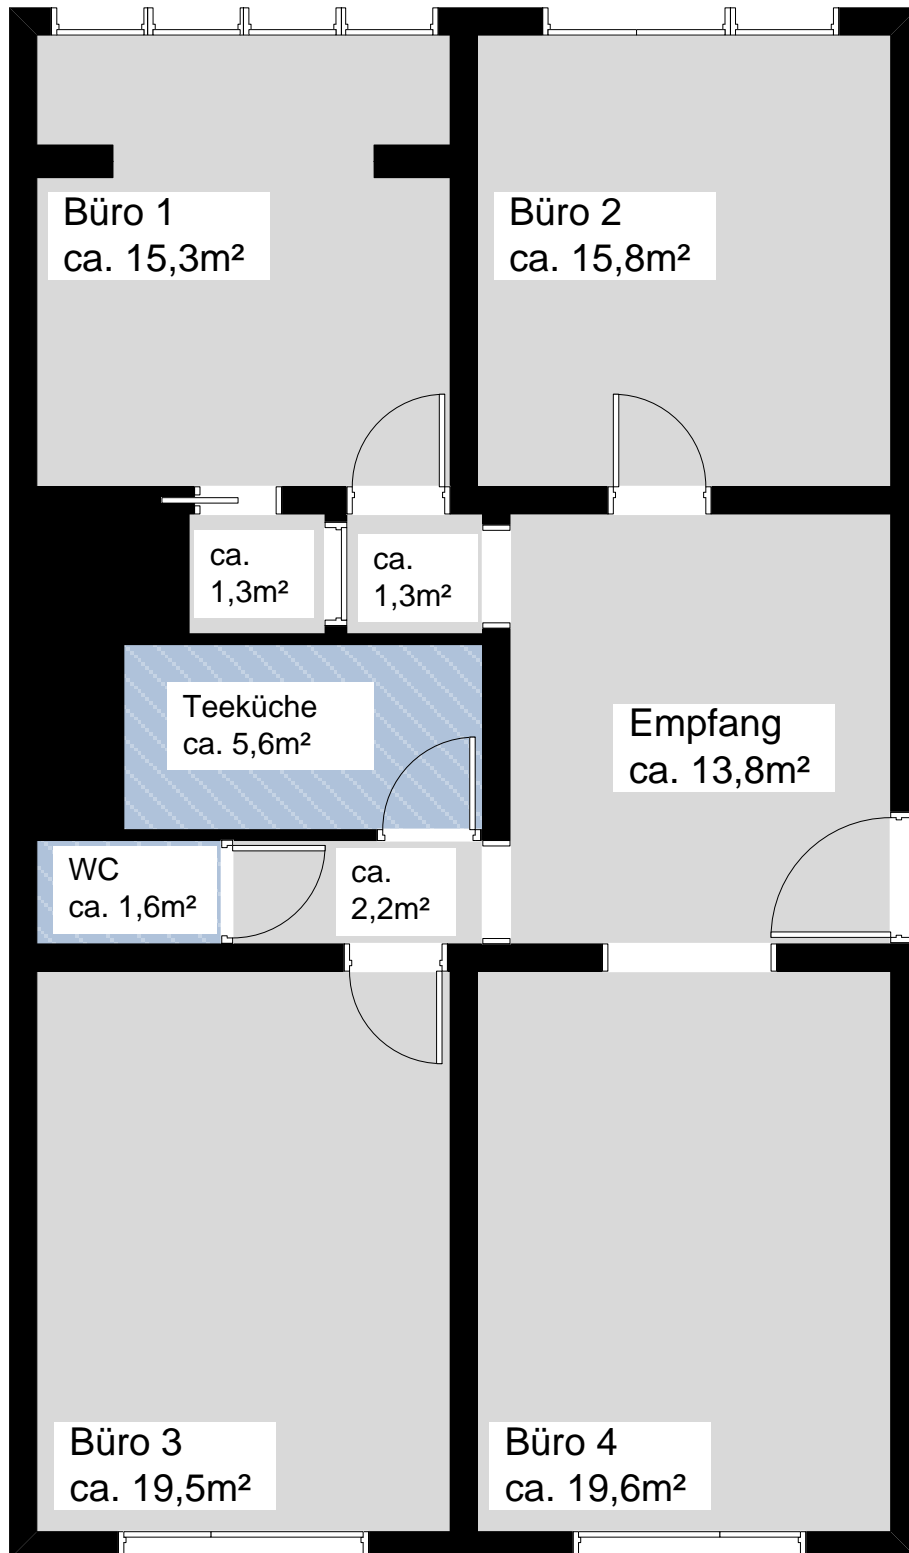 Büro 1
ca. 15,3m²
Büro 2
ca. 15,8m²
ca.
1,3m²
ca.
1,3m²
Teeküche
ca. 5,6m²
Empfang
ca. 13,8m²
WC
ca. 1,6m²
ca.
2,2m²
Büro 3
ca. 19,5m²
Büro 4
ca. 19,6m²